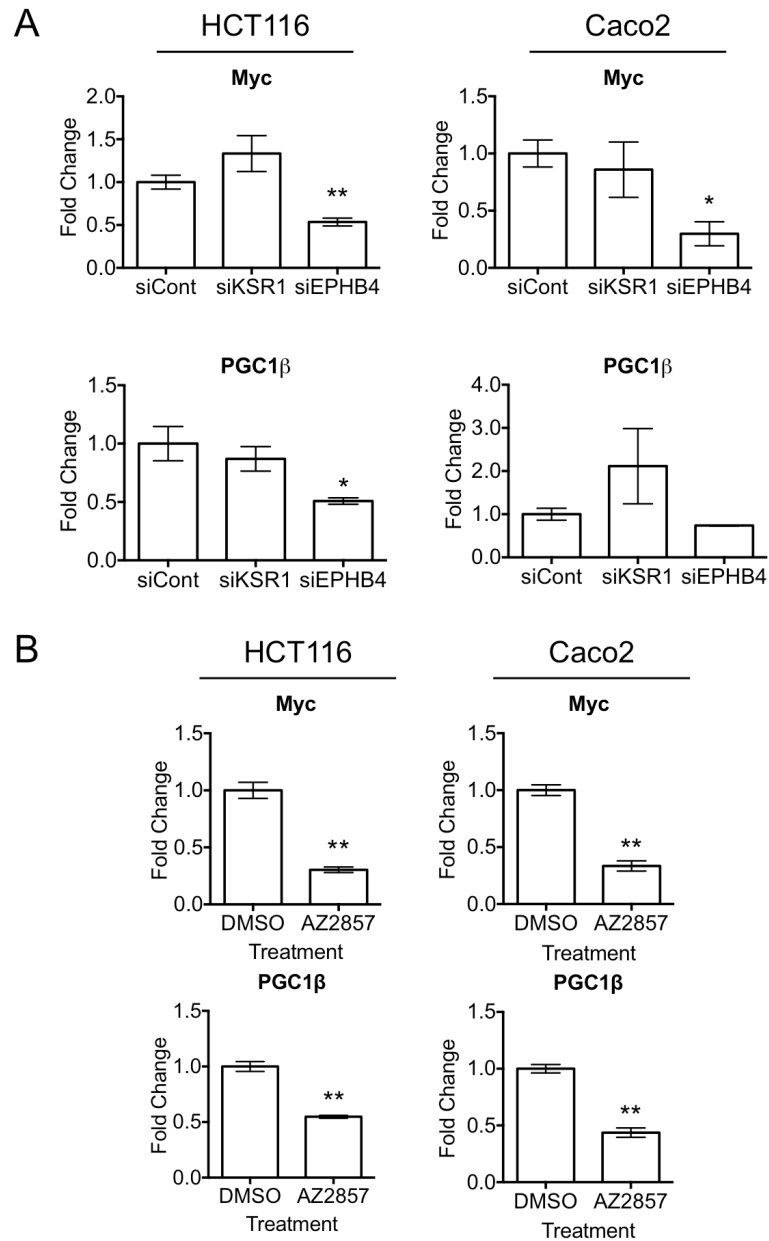 A
HCT116
Caco2
Myc
Fold Change
2.0
1.5
1.0
0.5
0.0
**
siCont siKSR1 siEPHB4
Myc
Fold Change
1.5
1.0
0.5
0.0
*
siCont siKSR1 siEPHB4
PGC1β
Fold Change
1.5
1.0
0.5
0.0
*
siCont siKSR1 siEPHB4
PGC1β
Fold Change
4.0
3.0
2.0
1.0
0.0
siCont siKSR1 siEPHB4
B
HCT116
Caco2
Myc
Fold Change
1.5
1.0
0.5
0.0
**
DMSO AZ2857
Treatment
Myc
Fold Change
1.5
1.0
0.5
0.0
**
DMSO AZ2857
Treatment
PGC1β
Fold Change
1.5
1.0
0.5
0.0
**
DMSO AZ2857
Treatment
PGC1β
Fold Change
1.5
1.0
0.5
0.0
**
DMSO AZ2857
Treatment